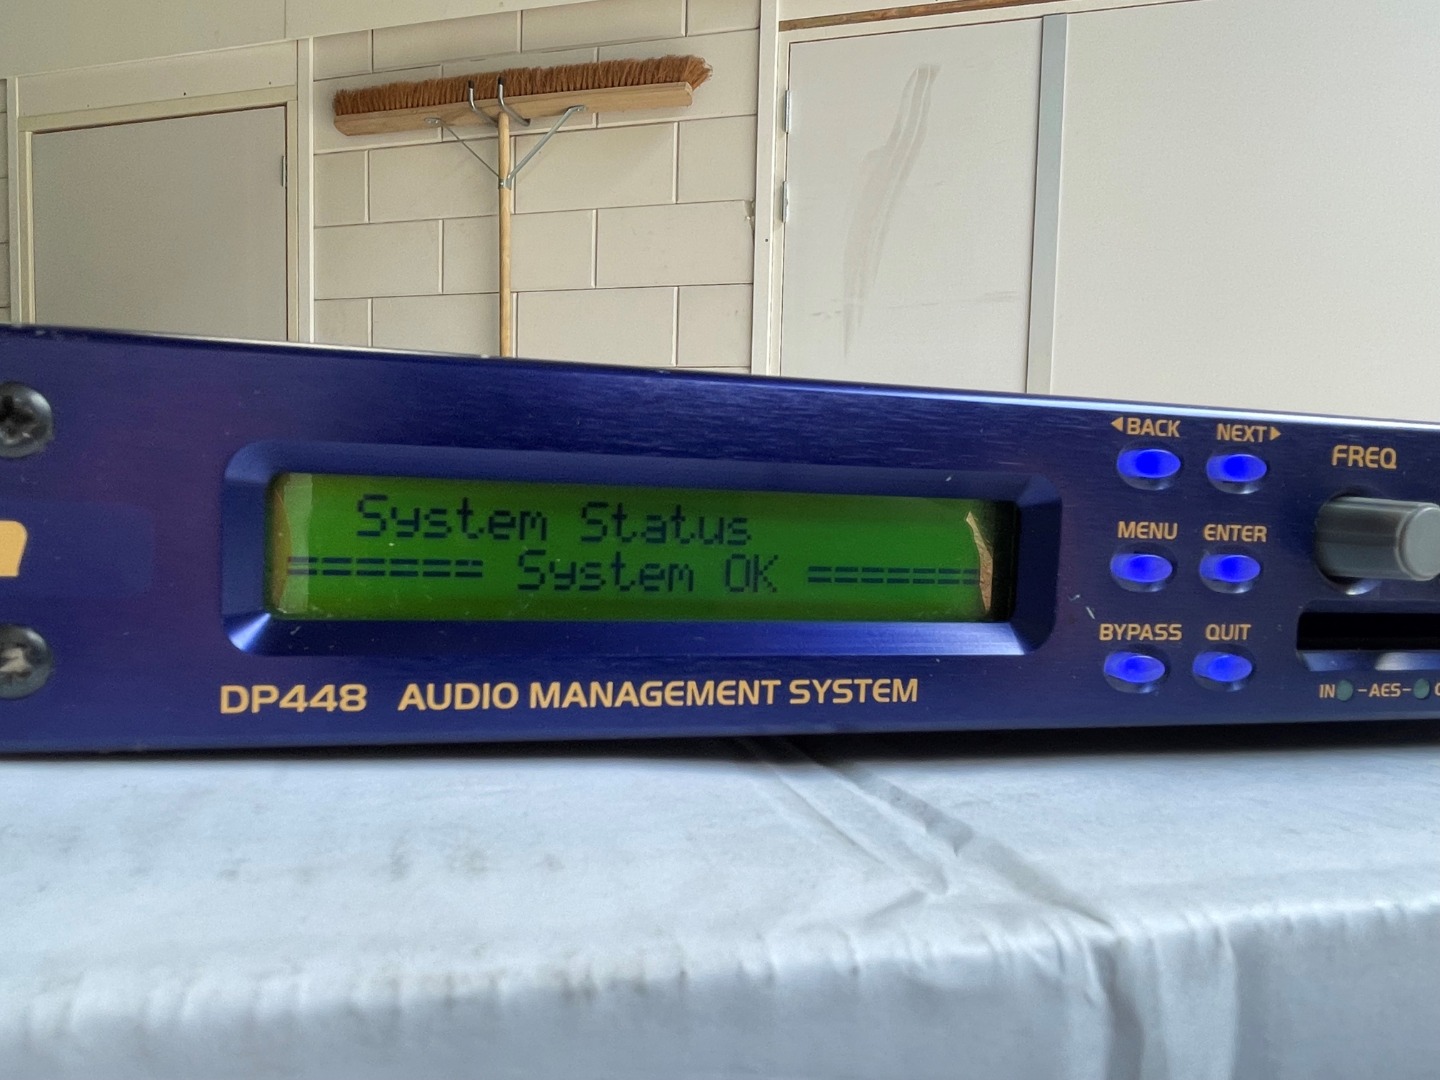 ◀BACK NEXT▶
FREQ
System Status
====== System OK =======
MENU ENTER
BYPASS QUIT
DP448 AUDIO MANAGEMENT SYSTEM
IN -AES-